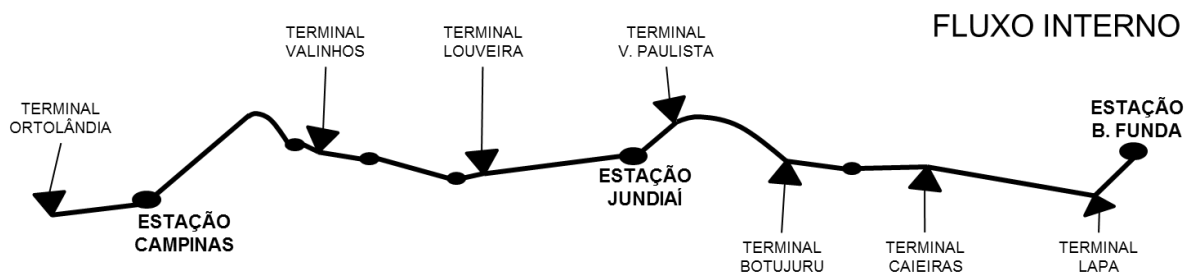 FLUXO INTERNO
TERMINAL
ORTOLÂNDIA
ESTAÇÃO
CAMPINAS
TERMINAL
VALINHOS
TERMINAL
LOUVEIRA
ESTAÇÃO
JUNDIAÍ
TERMINAL
V. PAULISTA
TERMINAL
BOTUJURU
TERMINAL
CAIEIRAS
TERMINAL
LAPA
ESTAÇÃO
B. FUNDA